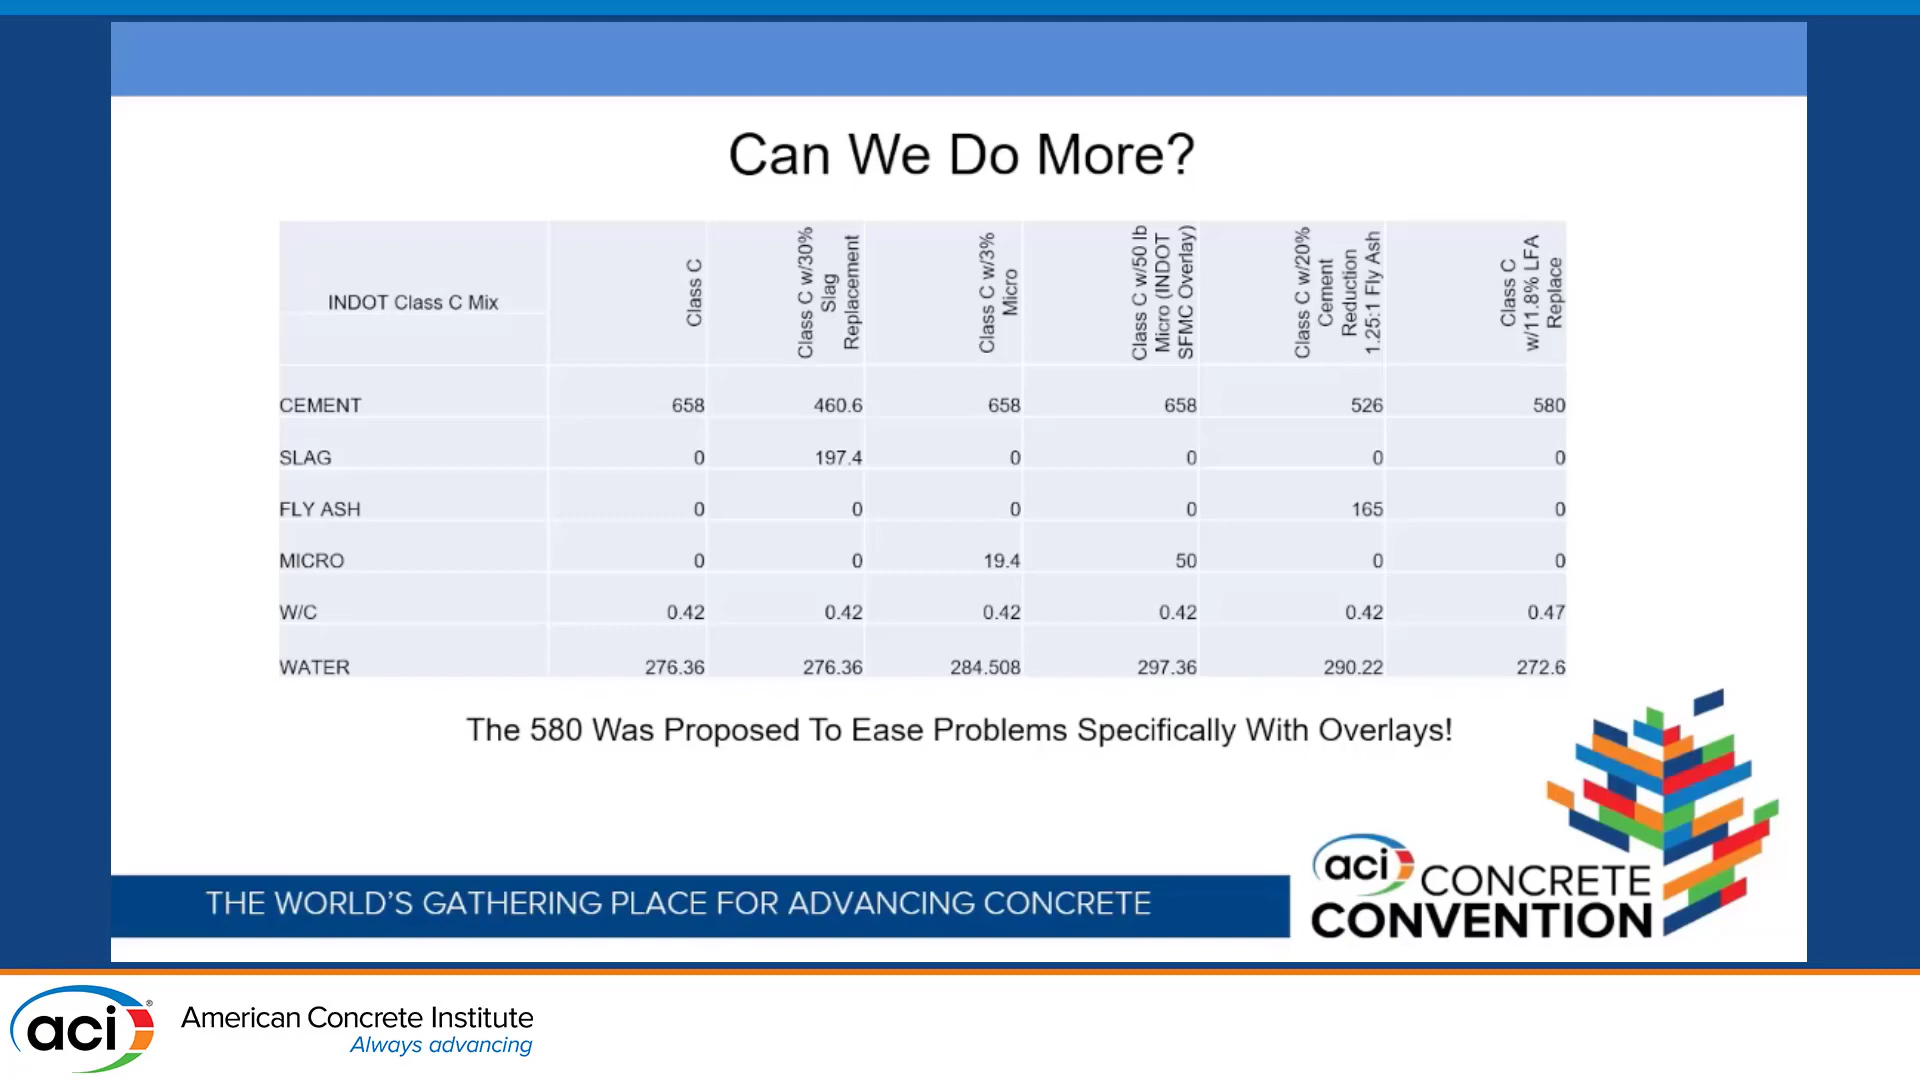 Can We Do More?
INDOT Class C Mix
Class C
Class C w/30%
Slag
Replacement
Class C w/3%
Micro
Class C w/50 lb
Micro (INDOT
SFMC Overlay)
Class C w/20%
Cement
Reduction
1.25:1 Fly Ash
Class C
w/11.8% LFA
Replace
CEMENT 658 460.6 658 658 526 580
SLAG 0 197.4 0 0 0 0
FLY ASH 0 0 0 0 165 0
MICRO 0 0 19.4 50 0 0
W/C 0.42 0.42 0.42 0.42 0.42 0.47
WATER 276.36 276.36 284.508 297.36 290.22 272.6
The 580 Was Proposed To Ease Problems Specifically With Overlays!
THE WORLD'S GATHERING PLACE FOR ADVANCING CONCRETE
aci CONCRETE
CONVENTION
aci®
American Concrete Institute
Always advancing